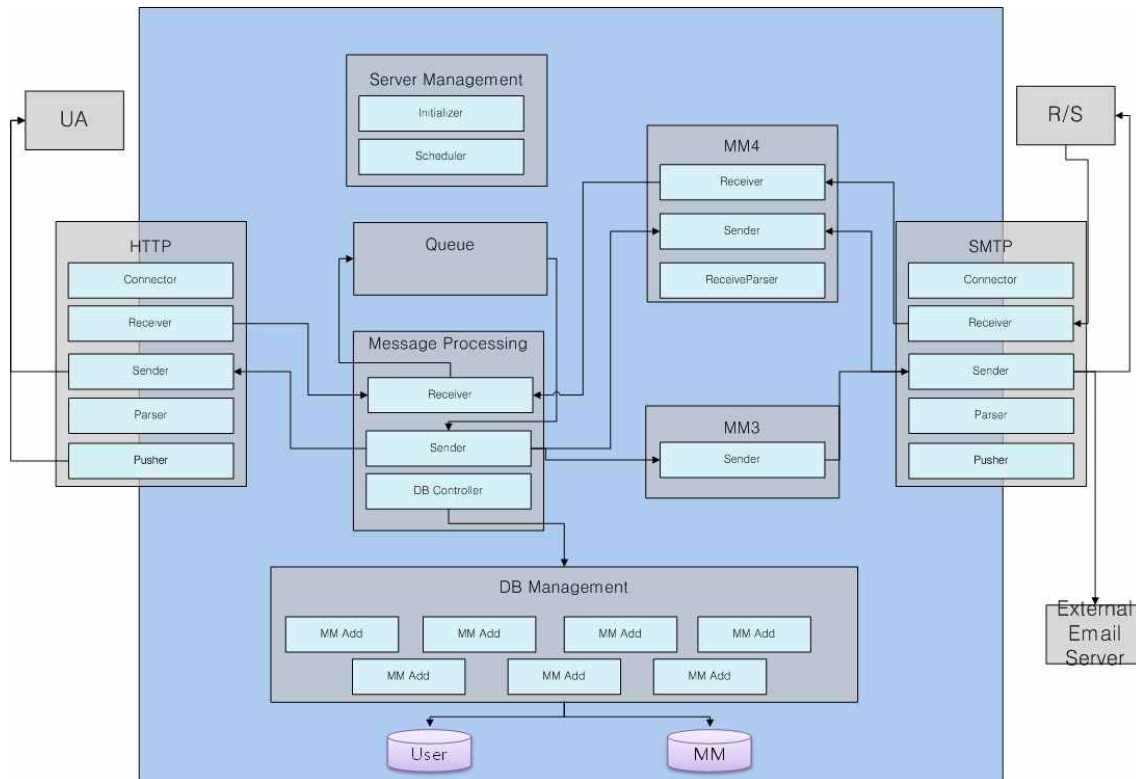 Server Management
Initializer
Scheduler
UA
R/S
MM4
Receiver
Sender
ReceiveParser
HTTP
Connector
Receiver
Sender
Parser
Pusher
Queue
SMTP
Connector
Receiver
Sender
Parser
Pusher
Message Processing
Receiver
Sender
DB Controller
MM3
Sender
DB Management
MM Add
MM Add
MM Add
MM Add
MM Add
MM Add
MM Add
External
Email
Server
User
MM